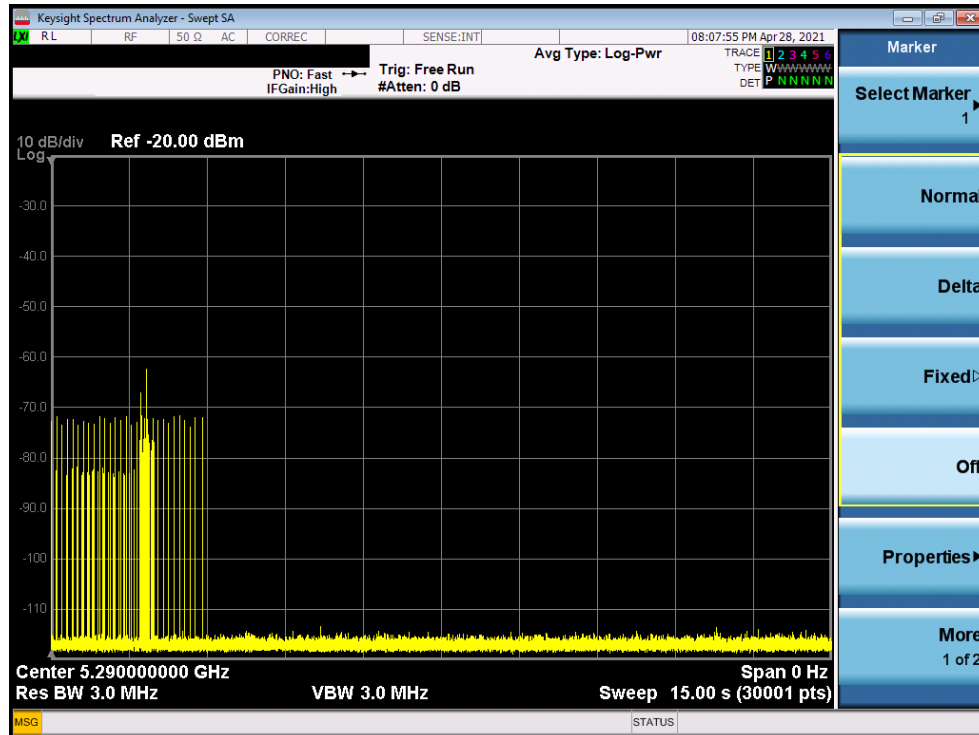 Keysight Spectrum Analyzer - Swept SA
LXI RL RF 50 Ω AC CORREC SENSE:INT 08:07:55 PM Apr 28, 2021
Avg Type: Log-Pwr
TRACE 1 2 3 4 5 6
TYPE WWWWWW
DET P N N N N N
PNO: Fast
IFGain:High
Trig: Free Run
#Atten: 0 dB
10 dB/div
Log
Ref -20.00 dBm
-30.0
-40.0
-50.0
-60.0
-70.0
-80.0
-90.0
-100
-110
Center 5.290000000 GHz
Span 0 Hz
Res BW 3.0 MHz
VBW 3.0 MHz
Sweep 15.00 s (30001 pts)
MSG
STATUS
Marker
Select Marker
1
Norma
Delta
Fixed
Off
Properties
More
1 of 2